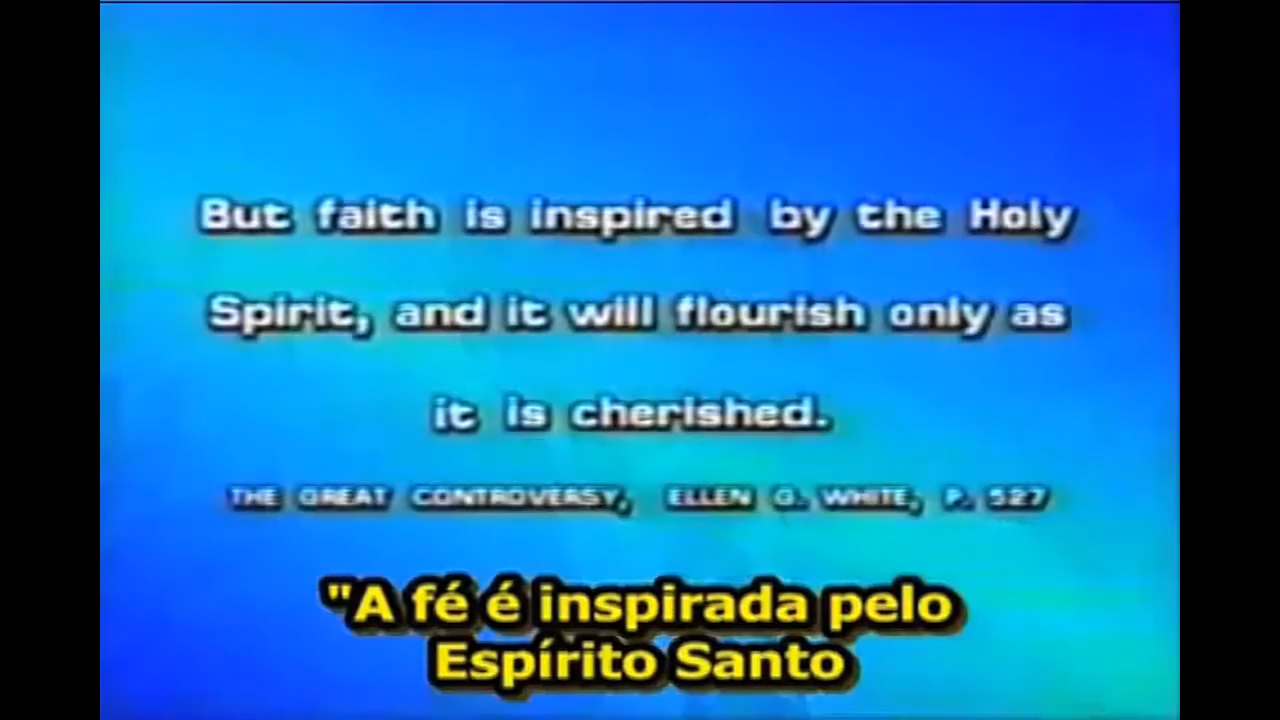 But faith is inspired by the Holy
Spirit, and it will flourish only as
it is cherished.
THE GREAT CONTROVERSY, ELLEN G. WHITE, P. 527
"A fé é inspirada pelo
Espírito Santo